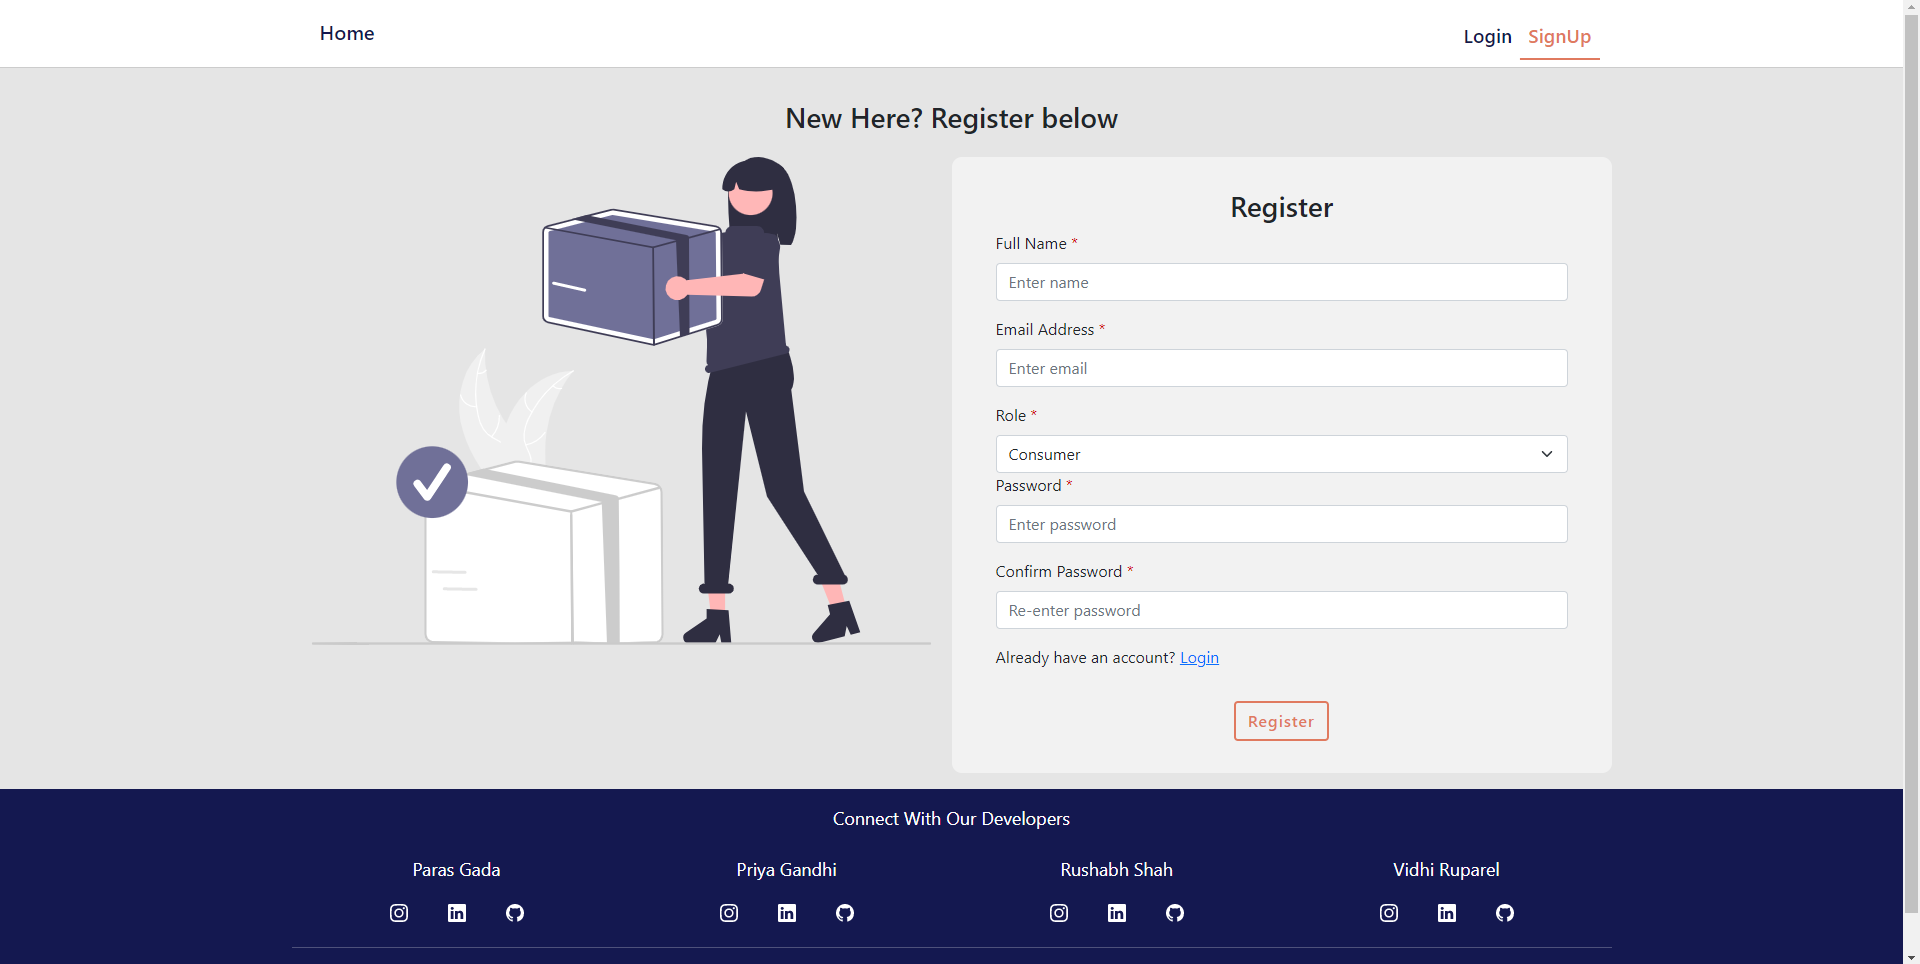 Home
Login SignUp
New Here? Register below
Register
Full Name *
Enter name
Email Address *
Enter email
Role *
Consumer
Password *
Enter password
Confirm Password *
Re-enter password
Already have an account? Login
Register
Connect With Our Developers
Paras Gada
Priya Gandhi
Rushabh Shah
Vidhi Ruparel